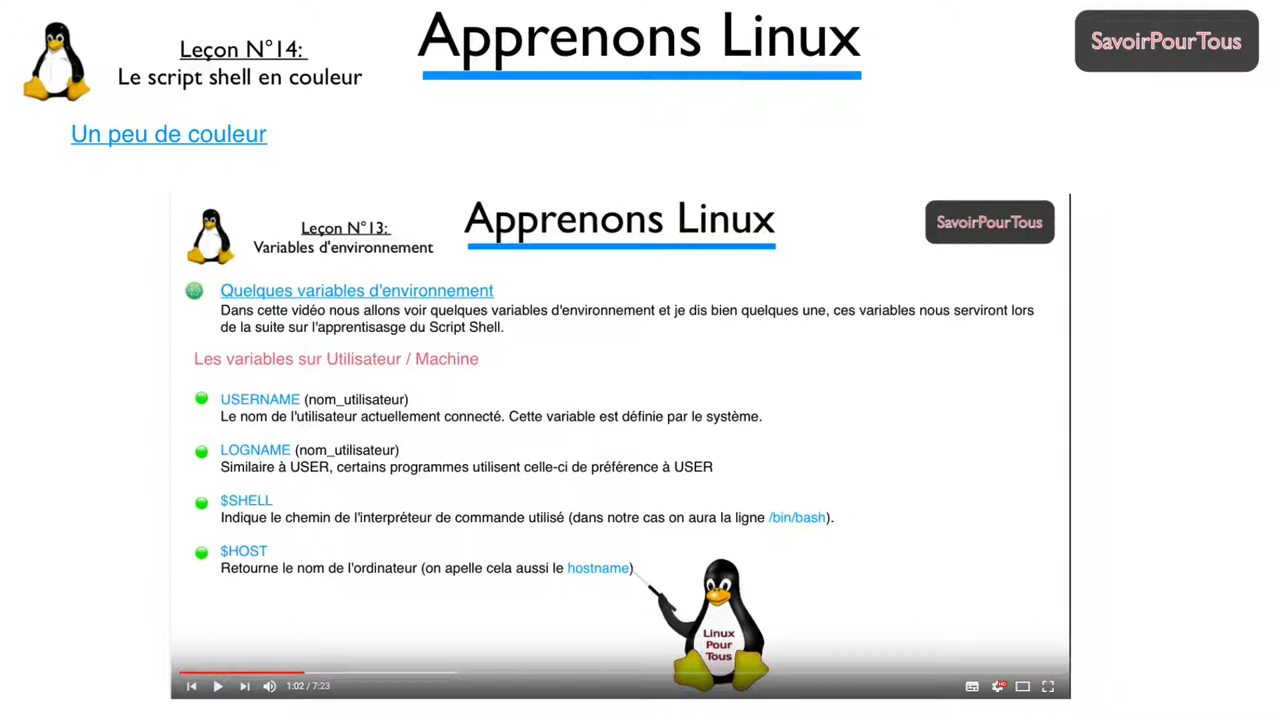 Apprenons Linux
Leçon N°14:
Le script shell en couleur
SavoirPourTous
Un peu de couleur
Apprenons Linux
Leçon N°13:
Variables d'environnement
SavoirPourTous
Quelques variables d'environnement
Dans cette vidéo nous allons voir quelques variables d'environnement et je dis bien quelques une, ces variables nous serviront lors
de la suite sur l'apprentisasge du Script Shell.
Les variables sur Utilisateur / Machine
USERNAME (nom_utilisateur)
Le nom de l'utilisateur actuellement connecté. Cette variable est définie par le système.
LOGNAME (nom_utilisateur)
Similaire à USER, certains programmes utilisent celle-ci de préférence à USER
$SHELL
Indique le chemin de l'interpréteur de commande utilisé (dans notre cas on aura la ligne /bin/bash).
$HOST
Retourne le nom de l'ordinateur (on apelle cela aussi le hostname)
Linux
Pour
Tous
1:02 / 7:23
HD